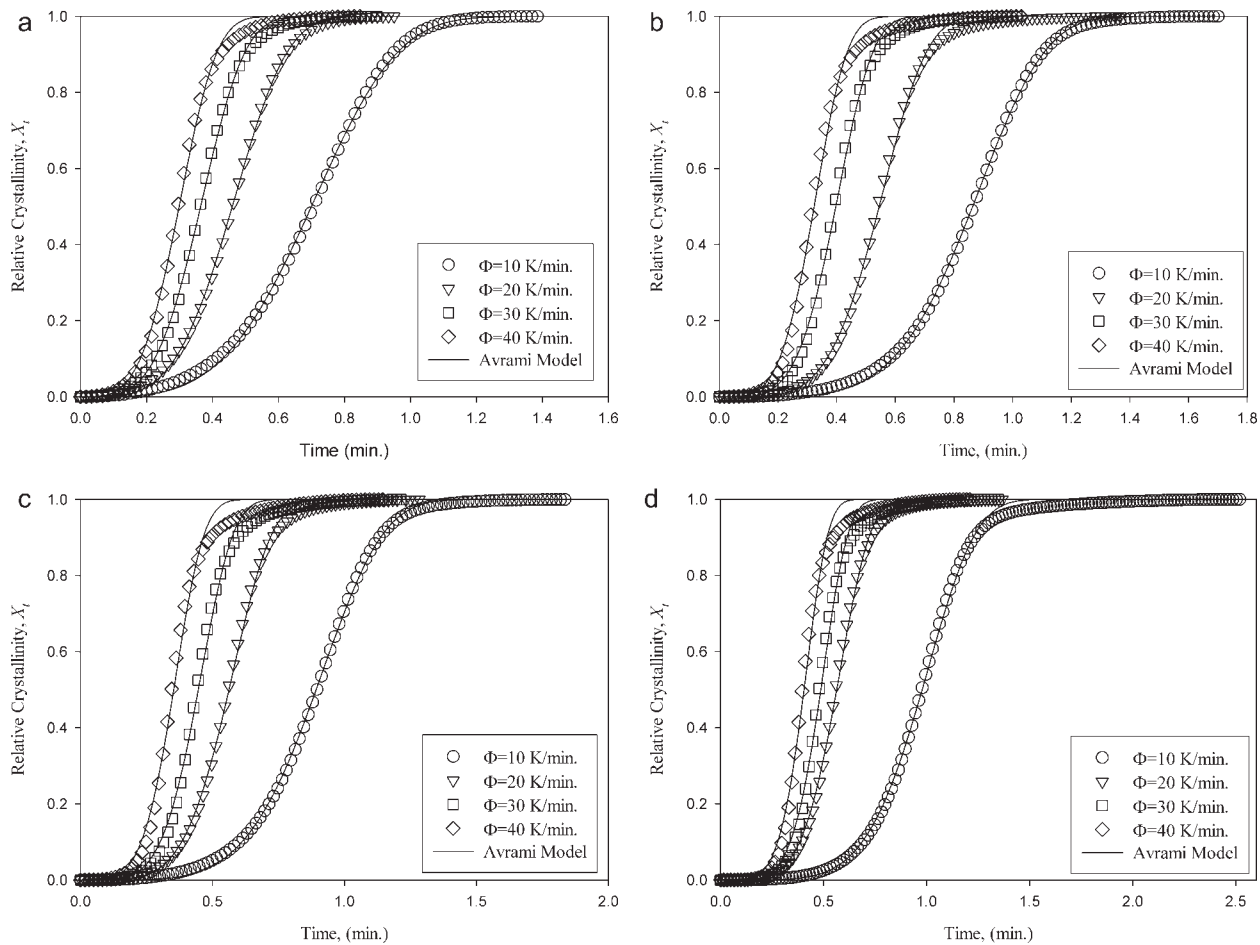 a
1.0
0.8
0.6
0.4
0.2
0.0
Relative Crystallinity, Xt
Φ=10 K/min.
Φ=20 K/min.
Φ=30 K/min.
Φ=40 K/min.
Avrami Model
0.0 0.2 0.4 0.6 0.8 1.0 1.2 1.4 1.6
Time (min.)
b
1.0
0.8
0.6
0.4
0.2
0.0
Relative Crystallinity, Xt
Φ=10 K/min.
Φ=20 K/min.
Φ=30 K/min.
Φ=40 K/min.
Avrami Model
0.0 0.2 0.4 0.6 0.8 1.0 1.2 1.4 1.6 1.8
Time, (min.)
c
1.0
0.8
0.6
0.4
0.2
0.0
Relative Crystallinity, Xt
Φ=10 K/min.
Φ=20 K/min.
Φ=30 K/min.
Φ=40 K/min.
Avrami Model
0.0 0.5 1.0 1.5 2.0
Time, (min.)
d
1.0
0.8
0.6
0.4
0.2
0.0
Relative Crystallinity, Xt
Φ=10 K/min.
Φ=20 K/min.
Φ=30 K/min.
Φ=40 K/min.
Avrami Model
0.0 0.5 1.0 1.5 2.0 2.5
Time, (min.)